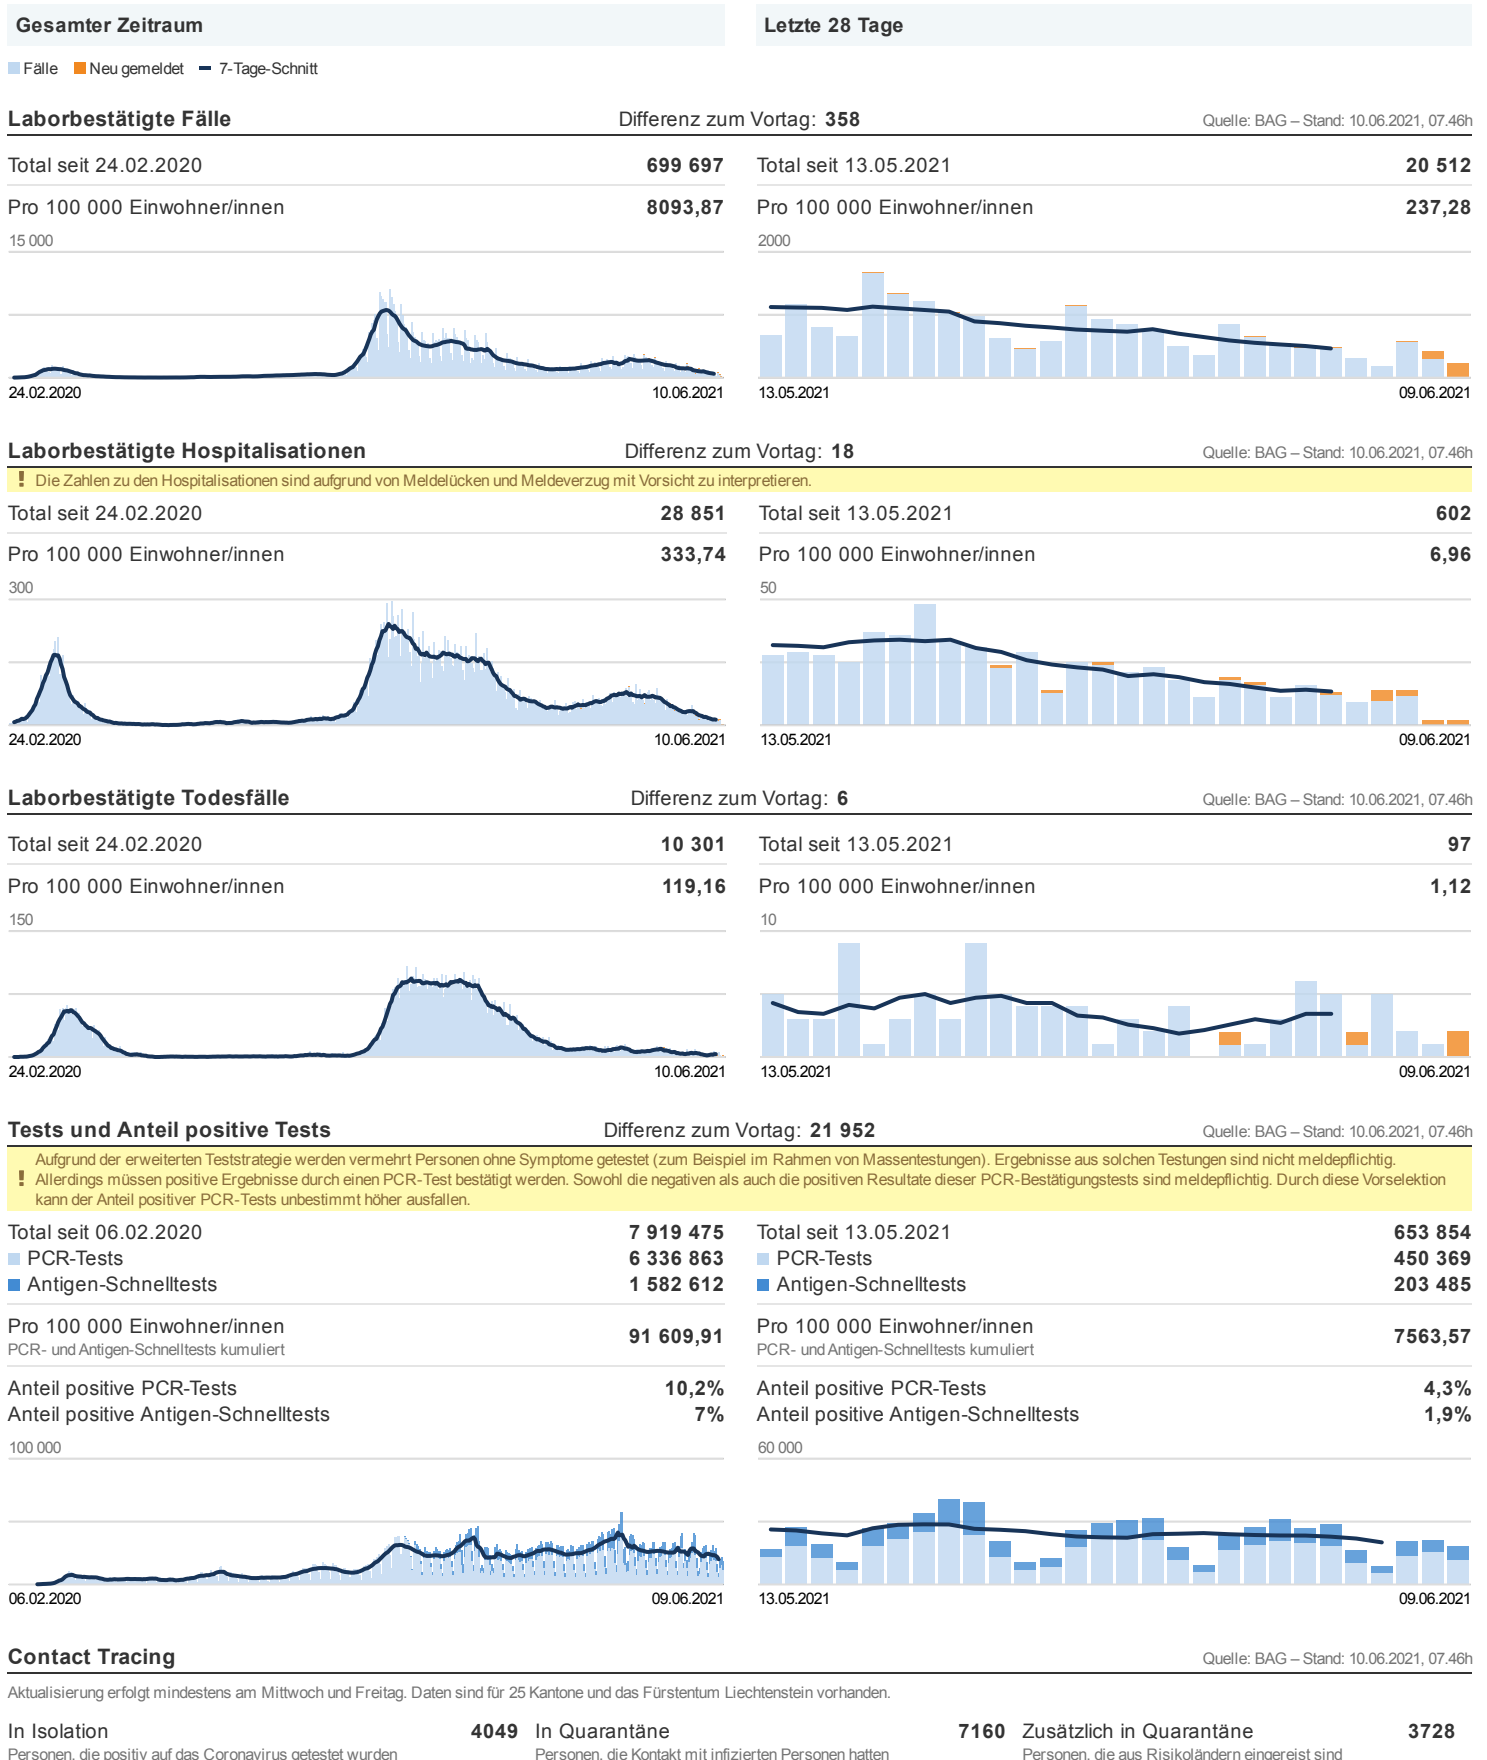 Gesamter Zeitraum
Letzte 28 Tage
Fälle Neu gemeldet 7-Tage-Schnitt
Laborbestätigte Fälle Differenz zum Vortag: 358 Quelle: BAG – Stand: 10.06.2021, 07.46h
Total seit 24.02.2020 699 697
Total seit 13.05.2021 20 512
Pro 100 000 Einwohner/innen 8093,87
Pro 100 000 Einwohner/innen 237,28
15 000
2000
24.02.2020 10.06.2021
13.05.2021 09.06.2021
Laborbestätigte Hospitalisationen Differenz zum Vortag: 18 Quelle: BAG – Stand: 10.06.2021, 07.46h
! Die Zahlen zu den Hospitalisationen sind aufgrund von Meldelücken und Meldeverzug mit Vorsicht zu interpretieren.
Total seit 24.02.2020 28 851
Total seit 13.05.2021 602
Pro 100 000 Einwohner/innen 333,74
Pro 100 000 Einwohner/innen 6,96
300
50
24.02.2020 10.06.2021
13.05.2021 09.06.2021
Laborbestätigte Todesfälle Differenz zum Vortag: 6 Quelle: BAG – Stand: 10.06.2021, 07.46h
Total seit 24.02.2020 10 301
Total seit 13.05.2021 97
Pro 100 000 Einwohner/innen 119,16
Pro 100 000 Einwohner/innen 1,12
150
10
24.02.2020 10.06.2021
13.05.2021 09.06.2021
Tests und Anteil positive Tests Differenz zum Vortag: 21 952 Quelle: BAG – Stand: 10.06.2021, 07.46h
Aufgrund der erweiterten Teststrategie werden vermehrt Personen ohne Symptome getestet (zum Beispiel im Rahmen von Massentestungen). Ergebnisse aus solchen Testungen sind nicht meldepflichtig.
! Allerdings müssen positive Ergebnisse durch einen PCR-Test bestätigt werden. Sowohl die negativen als auch die positiven Resultate dieser PCR-Bestätigungstests sind meldepflichtig. Durch diese Vorselektion
kann der Anteil positiver PCR-Tests unbestimmt höher ausfallen.
Total seit 06.02.2020 7 919 475
PCR-Tests 6 336 863
Antigen-Schnelltests 1 582 612
Total seit 13.05.2021 653 854
PCR-Tests 450 369
Antigen-Schnelltests 203 485
Pro 100 000 Einwohner/innen 91 609,91
PCR- und Antigen-Schnelltests kumuliert
Pro 100 000 Einwohner/innen 7563,57
PCR- und Antigen-Schnelltests kumuliert
Anteil positive PCR-Tests 10,2%
Anteil positive Antigen-Schnelltests 7%
Anteil positive PCR-Tests 4,3%
Anteil positive Antigen-Schnelltests 1,9%
100 000
60 000
06.02.2020 09.06.2021
13.05.2021 09.06.2021
Contact Tracing Quelle: BAG – Stand: 10.06.2021, 07.46h
Aktualisierung erfolgt mindestens am Mittwoch und Freitag. Daten sind für 25 Kantone und das Fürstentum Liechtenstein vorhanden.
In Isolation 4049
Personen, die positiv auf das Coronavirus getestet wurden
In Quarantäne 7160
Personen, die Kontakt mit infizierten Personen hatten
Zusätzlich in Quarantäne 3728
Personen, die aus Risikoländern eingereist sind